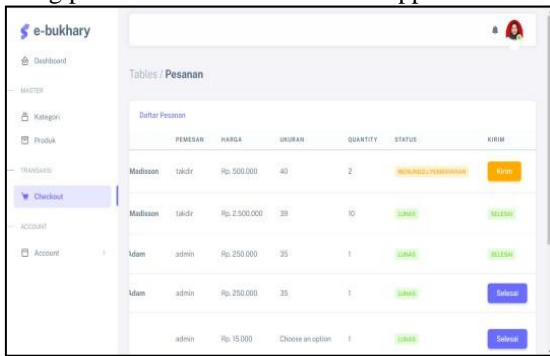 e-bukhary
Dashboard
Tables / Pesanan
MASTER
Kategori
Daftar Pesanan
PEMESAN HARGA UKURAN QUANTITY STATUS KIRIM
Produk
TRANSAKSI
Madisson takdir Rp. 500.000 40 2 MENUNGGU PEMBAYARAN Kirim
Checkout
Madisson takdir Rp. 2.500.000 39 10 LUNAS SELESAI
ACCOUNT
Account
Adam admin Rp. 250.000 35 1 LUNAS SELESAI
Adam admin Rp. 250.000 35 1 LUNAS Selesai
admin Rp. 15.000 Choose an option 1 LUNAS Selesai